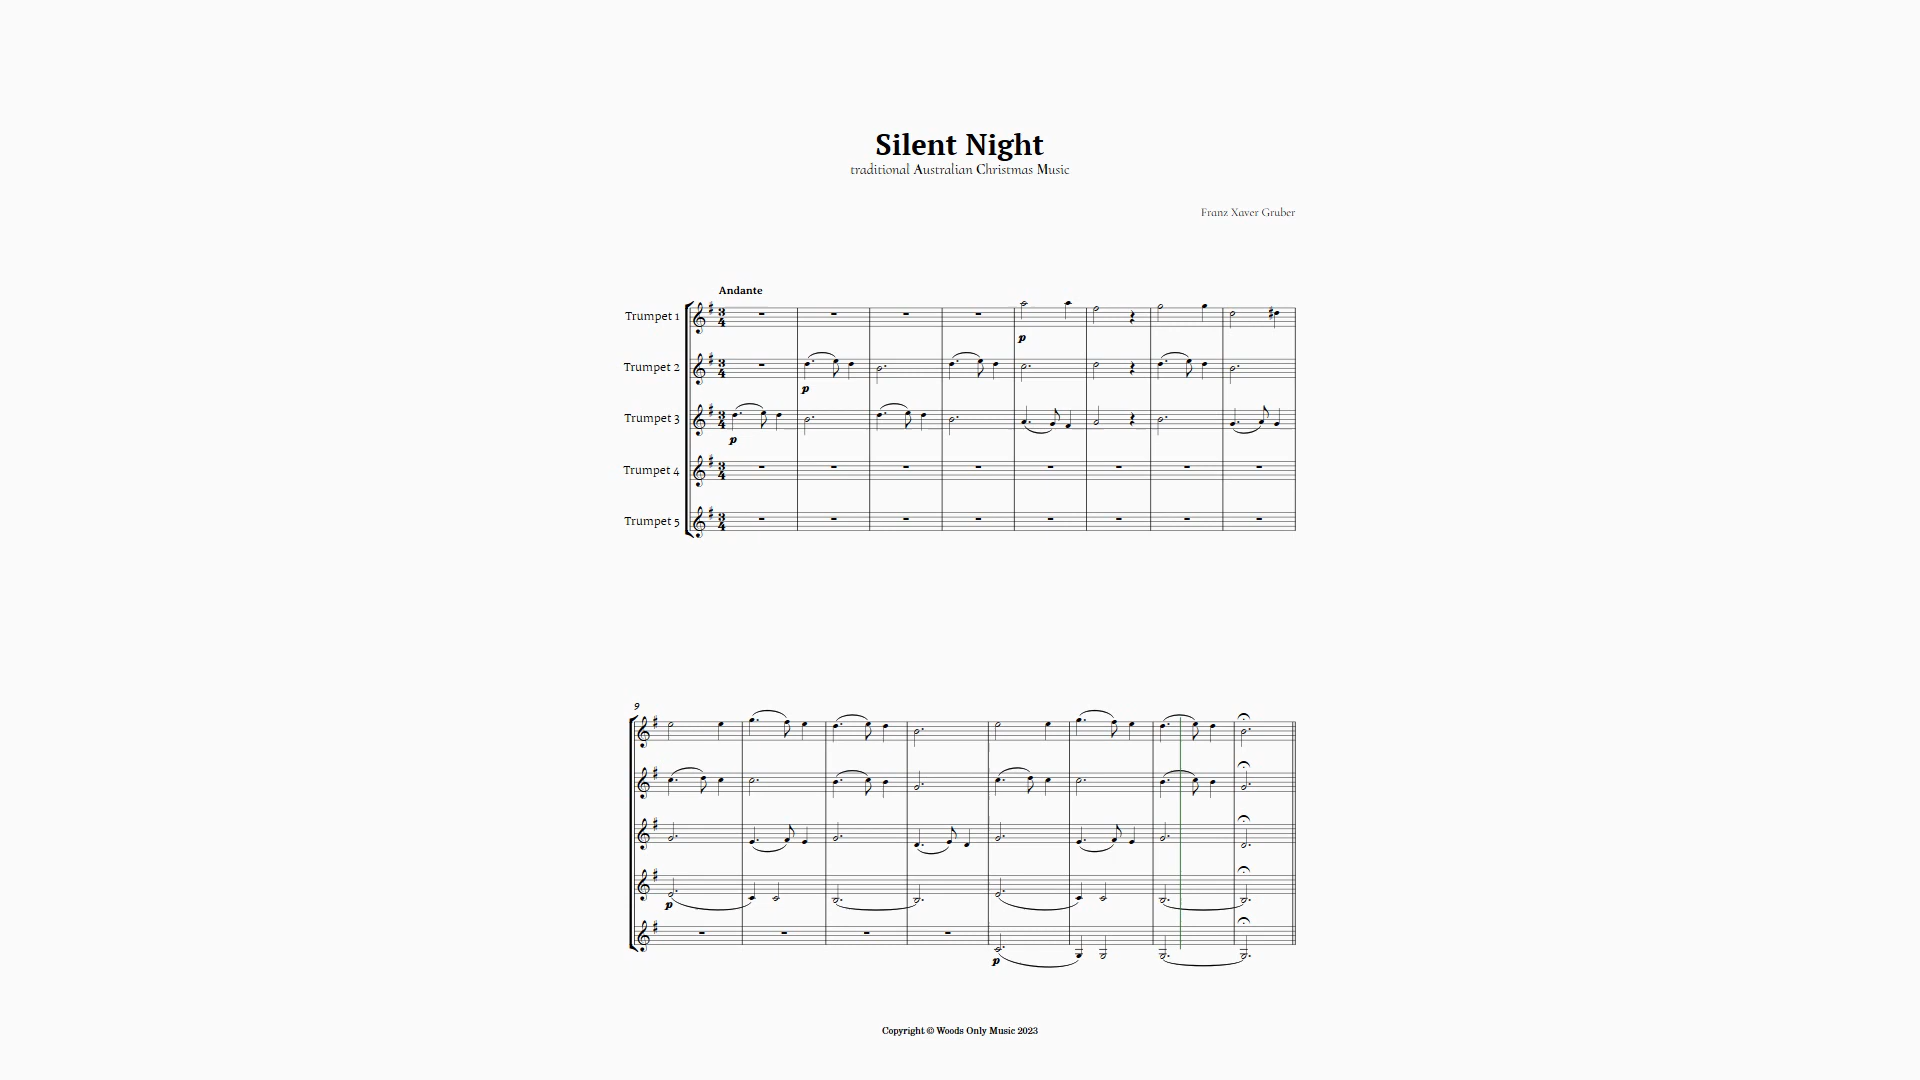 Silent Night
traditional Australian Christmas Music
Franz Xaver Gruber
Andante
Trumpet 1
p
Trumpet 2
p
Trumpet 3
p
Trumpet 4
Trumpet 5
9
p
p
Copyright © Woods Only Music 2023